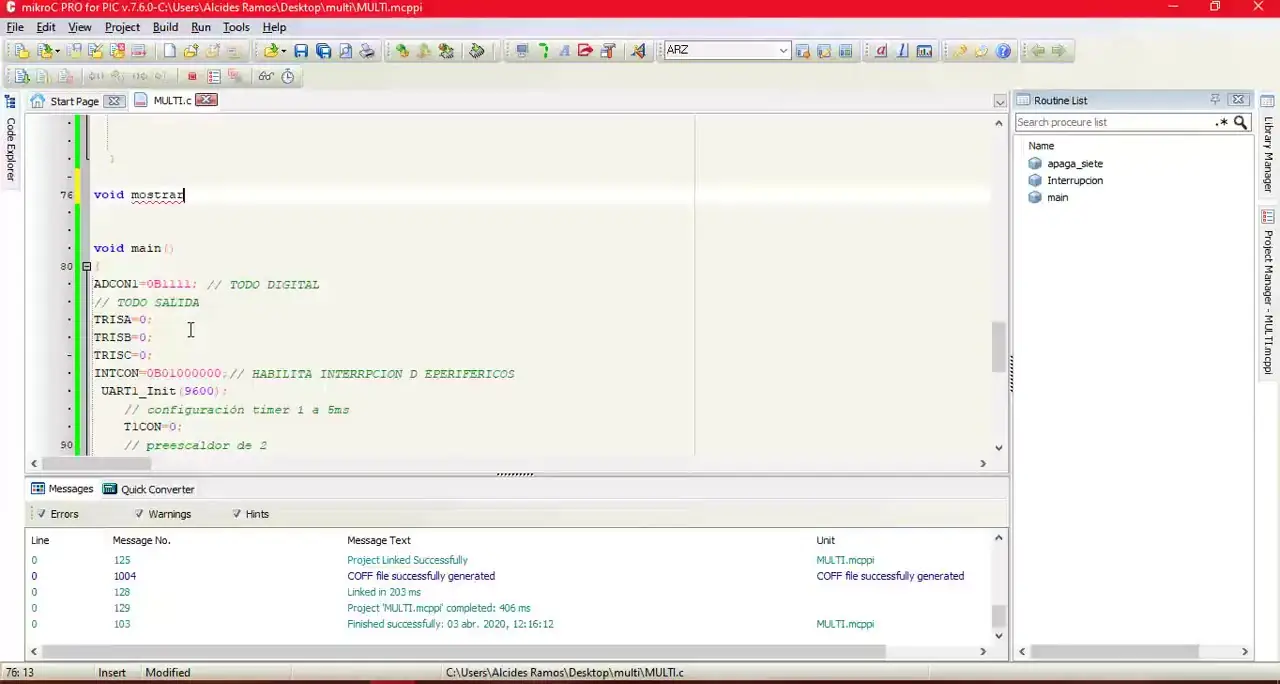 mikroC PRO for PIC v.7.6.0-C:\Users\Alcides Ramos\Desktop\multi\MULTI.mcppi
File Edit View Project Build Run Tools Help
ARZ
Start Page MULTI.c
Code Explorer
76 void mostrar
void main()
80 {
ADCON1=0B1111; // TODO DIGITAL
// TODO SALIDA
TRISA=0;
TRISB=0;
TRISC=0;
INTCON=0B01000000;// HABILITA INTERRPCION D EPERIFERICOS
UART1_Init(9600);
// configuración timer 1 a 5ms
T1CON=0;
90 // preescaldor de 2
Routine List
Search proceure list .*
Name
apaga_siete
Interrupcion
main
Library Manager
Project Manager - MULTI.mcppi
Messages Quick Converter
Errors Warnings Hints
Line Message No. Message Text Unit
0 125 Project Linked Successfully MULTI.mcppi
0 1004 COFF file successfully generated COFF file successfully generated
0 128 Linked in 203 ms
0 129 Project 'MULTI.mcppi' completed: 406 ms
0 103 Finished successfully: 03 abr. 2020, 12:16:12 MULTI.mcppi
76: 13 Insert Modified C:\Users\Alcides Ramos\Desktop\multi\MULTI.c